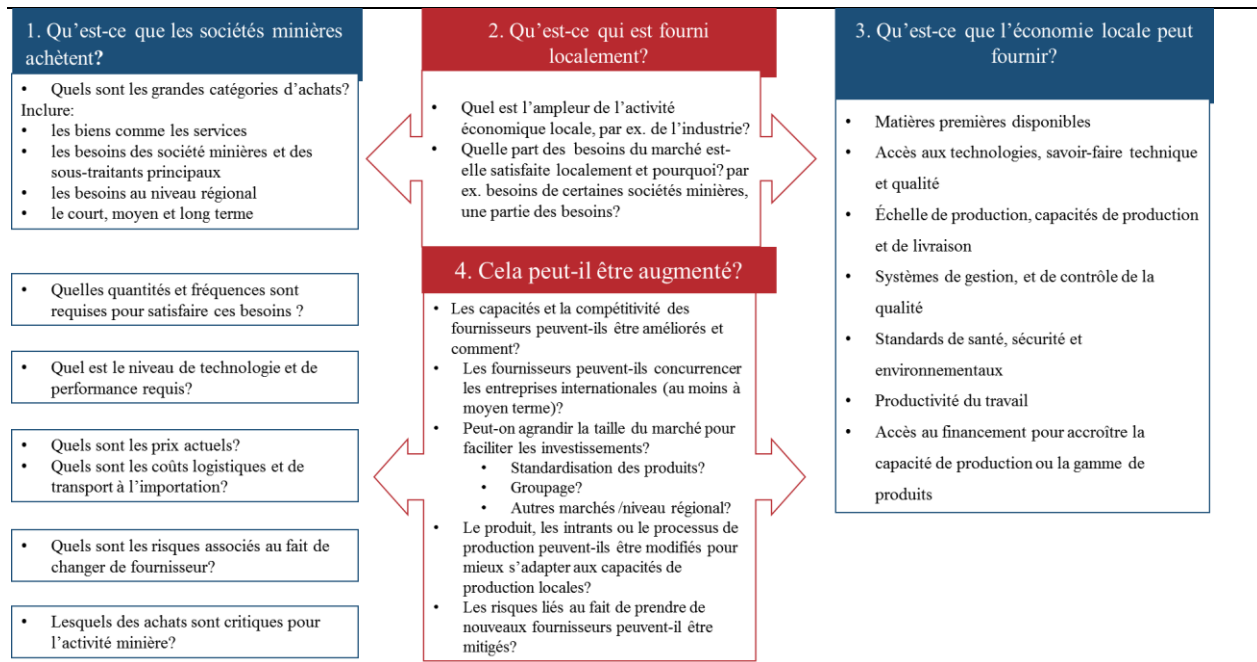 1. Qu’est-ce que les sociétés minières
achètent?
• Quels sont les grandes catégories d’achats?
Inclure:
• les biens comme les services
• les besoins des société minières et des
sous-traitants principaux
• les besoins au niveau régional
• le court, moyen et long terme
• Quelles quantités et fréquences sont
requises pour satisfaire ces besoins ?
• Quel est le niveau de technologie et de
performance requis?
• Quels sont les prix actuels?
• Quels sont les coûts logistiques et de
transport à l’importation?
• Quels sont les risques associés au fait de
changer de fournisseur?
• Lesquels des achats sont critiques pour
l’activité minière?
2. Qu’est-ce qui est fourni
localement?
• Quel est l’ampleur de l’activité
économique locale, par ex. de l’industrie?
• Quelle part des besoins du marché est-
elle satisfaite localement et pourquoi? par
ex. besoins de certaines sociétés minières,
une partie des besoins?
4. Cela peut-il être augmenté?
• Les capacités et la compétitivité des
fournisseurs peuvent-ils être améliorés et
comment?
• Les fournisseurs peuvent-ils concurrencer
les entreprises internationales (au moins à
moyen terme)?
• Peut-on agrandir la taille du marché pour
faciliter les investissements?
• Standardisation des produits?
• Groupage?
• Autres marchés /niveau régional?
• Le produit, les intrants ou le processus de
production peuvent-ils être modifiés pour
mieux s’adapter aux capacités de
production locales?
• Les risques liés au fait de prendre de
nouveaux fournisseurs peuvent-il être
mitigés?
3. Qu’est-ce que l’économie locale peut
fournir?
• Matières premières disponibles
• Accès aux technologies, savoir-faire technique
et qualité
• Échelle de production, capacités de production
et de livraison
• Systèmes de gestion, et de contrôle de la
qualité
• Standards de santé, sécurité et
environnementaux
• Productivité du travail
• Accès au financement pour accroître la
capacité de production ou la gamme de
produits